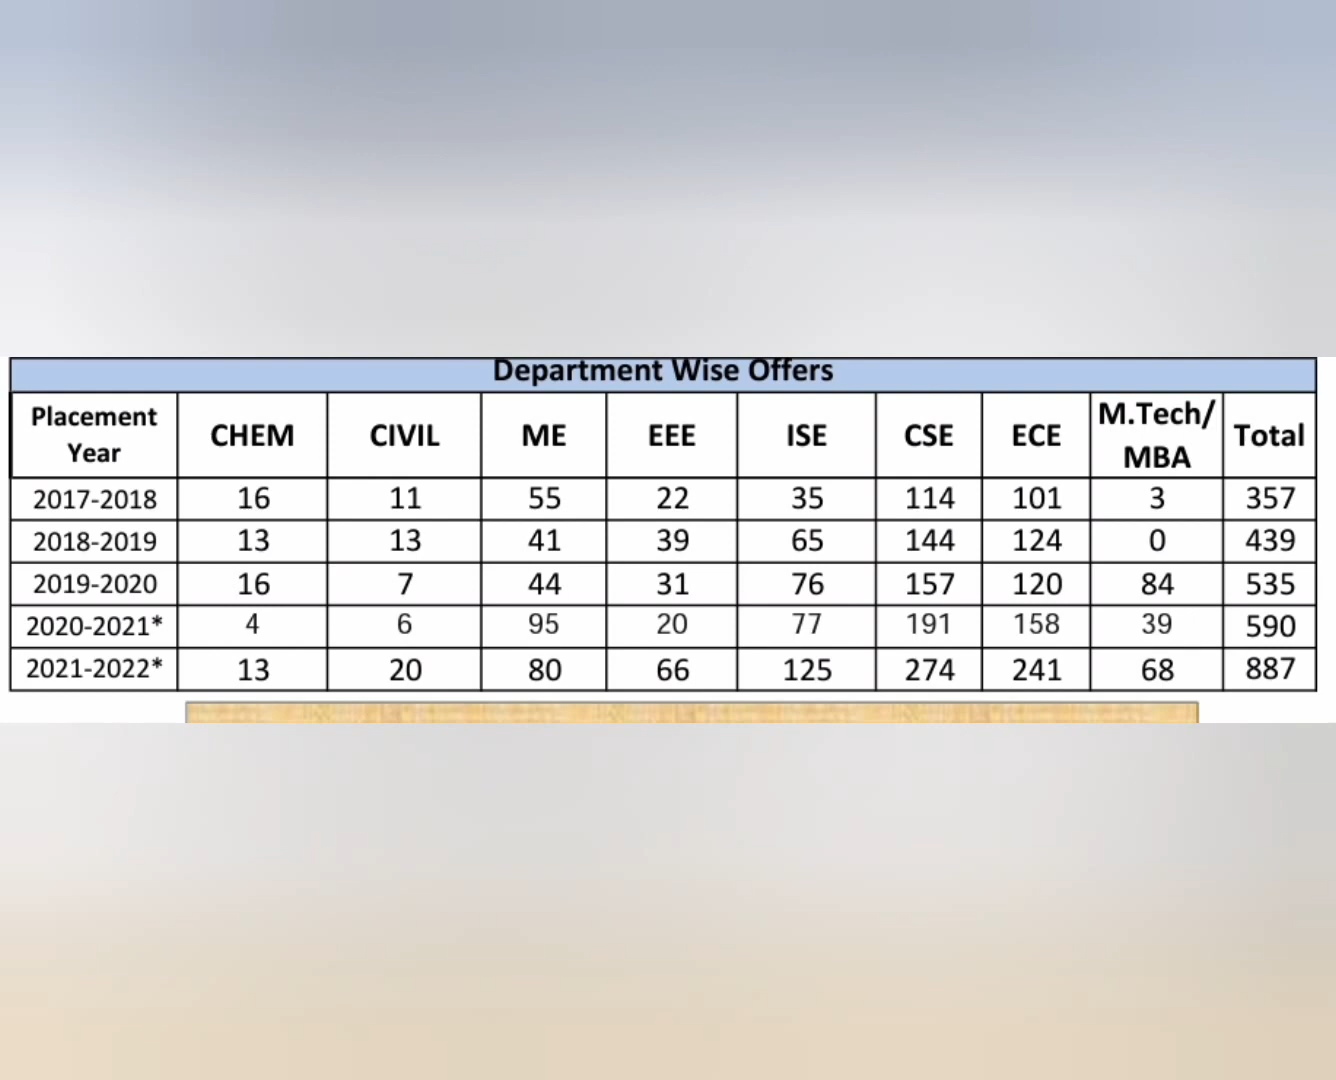 Department Wise Offers
Placement Year CHEM CIVIL ME EEE ISE CSE ECE M.Tech/ MBA Total
2017-2018 16 11 55 22 35 114 101 3 357
2018-2019 13 13 41 39 65 144 124 0 439
2019-2020 16 7 44 31 76 157 120 84 535
2020-2021* 4 6 95 20 77 191 158 39 590
2021-2022* 13 20 80 66 125 274 241 68 887